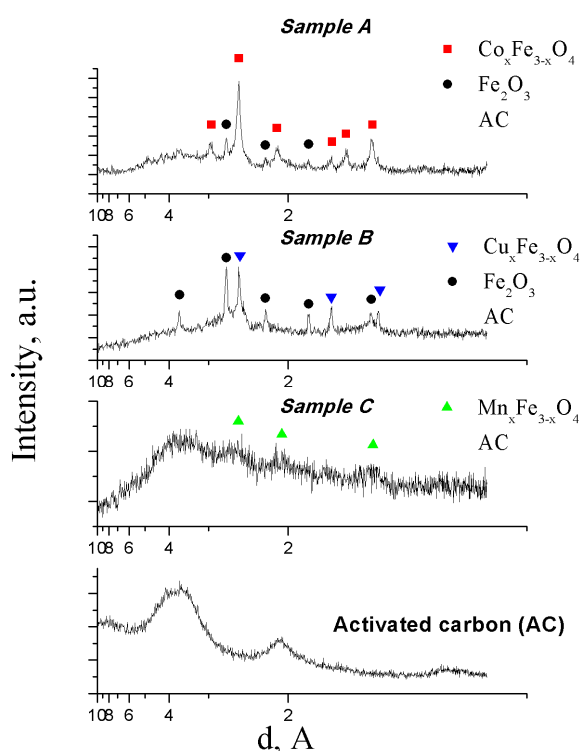 Sample A
CoxFe3-xO4
Fe2O3
AC
10 8 6 4 2
Sample B
CuxFe3-xO4
Fe2O3
AC
10 8 6 4 2
Sample C
MnxFe3-xO4
AC
10 8 6 4 2
Activated carbon (AC)
10 8 6 4 2
d, A
Intensity, a.u.